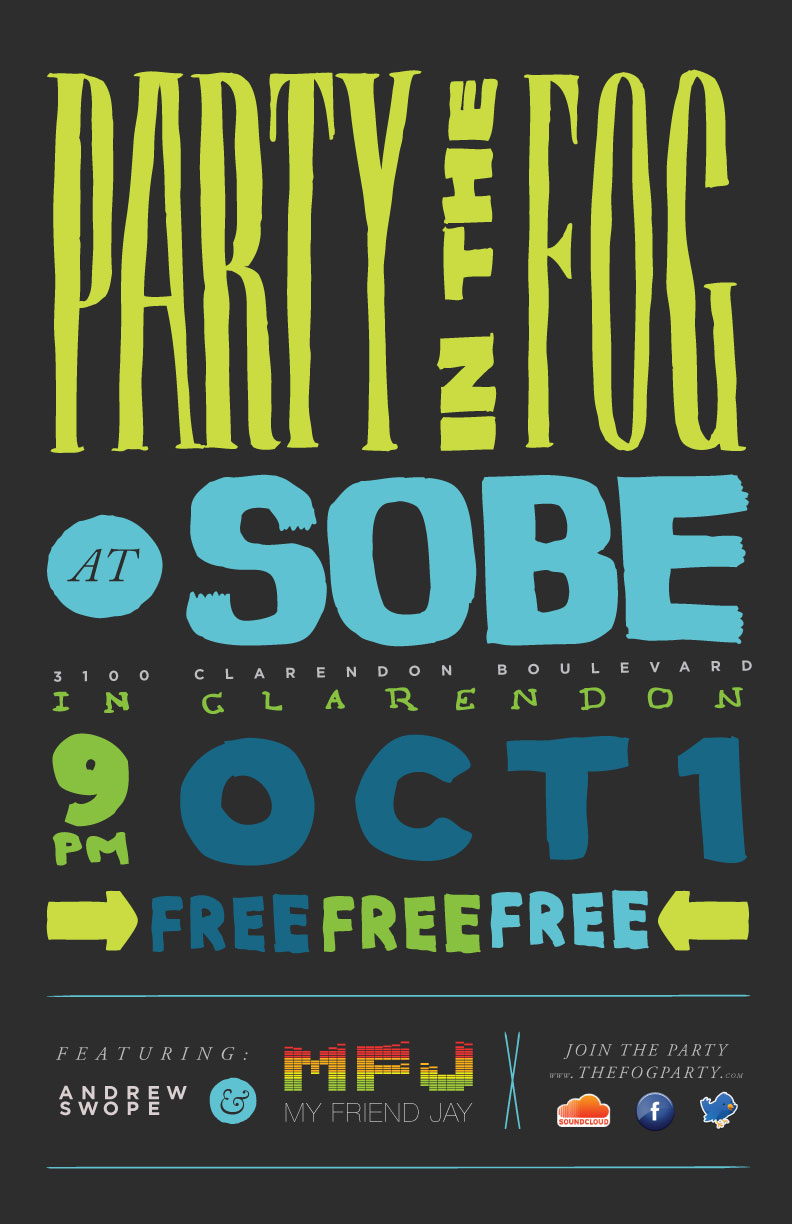 PARTY IN THE FOG
AT SOBE
3100 CLARENDON BOULEVARD
IN CLARENDON
9 PM OCT 1
FREE FREE FREE
FEATURING:
ANDREW SWOPE
&
MFJ
MY FRIEND JAY
JOIN THE PARTY
www.THEFOGPARTY.com
SOUNDCLOUD
f